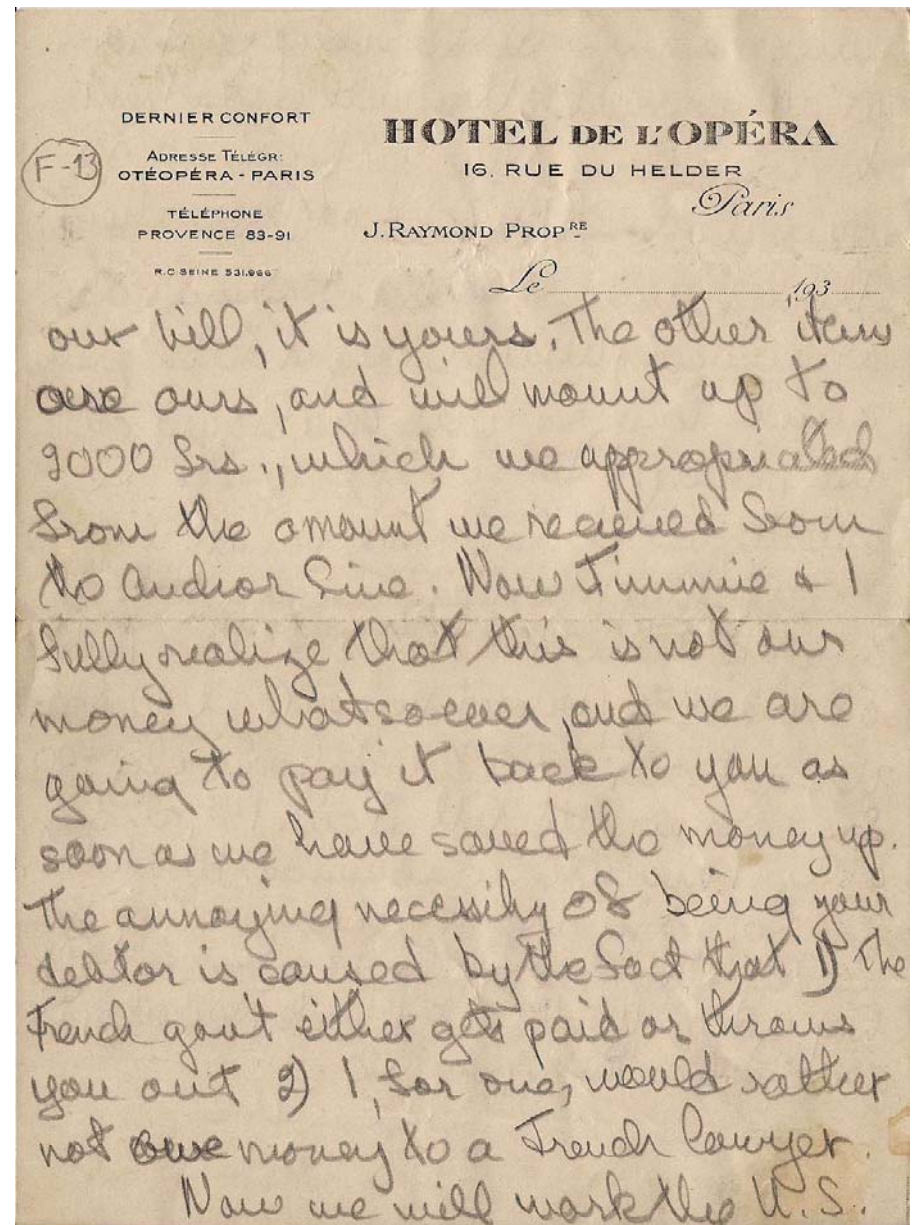 DERNIER CONFORT
ADRESSE TÉLÉGR:
OTÉOPÉRA - PARIS
TÉLÉPHONE
PROVENCE 83-91
R.C. SEINE 531.966
F-13
HOTEL DE L'OPÉRA
16, RUE DU HELDER
Paris
J. RAYMOND PROPRE
Le 193
our bill, it is yours. The other items
are ours, and will mount up to
2000 frs., which we appropriated
from the amount we received from
the Anchor Line. Now Jimmie & I
fully realize that this is not our
money whatsoever, and we are
going to pay it back to you as
soon as we have saved the money up.
The annoying necessity of being your
debtor is caused by the fact that 1) The
French gov't either gets paid or throws
you out 2) I, for one, would rather
not owe money to a French lawyer.
Now we will work the U.S.